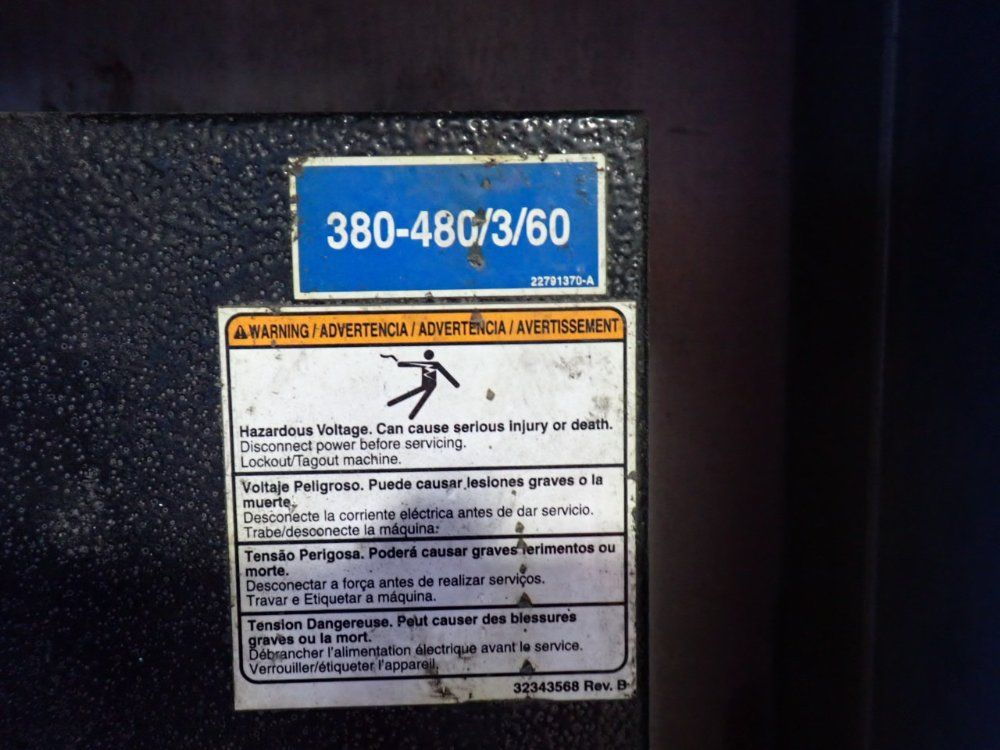 380-480/3/60
22791370-A
WARNING / ADVERTENCIA / ADVERTÊNCIA / AVERTISSEMENT
Hazardous Voltage. Can cause serious injury or death.
Disconnect power before servicing.
Lockout/Tagout machine.
Voltaje Peligroso. Puede causar lesiones graves o la
muerte.
Desconecte la corriente eléctrica antes de dar servicio.
Trabe/desconecte la máquina.
Tensão Perigosa. Poderá causar graves ferimentos ou
morte.
Desconectar a força antes de realizar serviços.
Travar e Etiquetar a máquina.
Tension Dangereuse. Peut causer des blessures
graves ou la mort.
Débrancher l'alimentation électrique avant le service.
Verrouiller/étiqueter l'appareil.
32343568 Rev. B